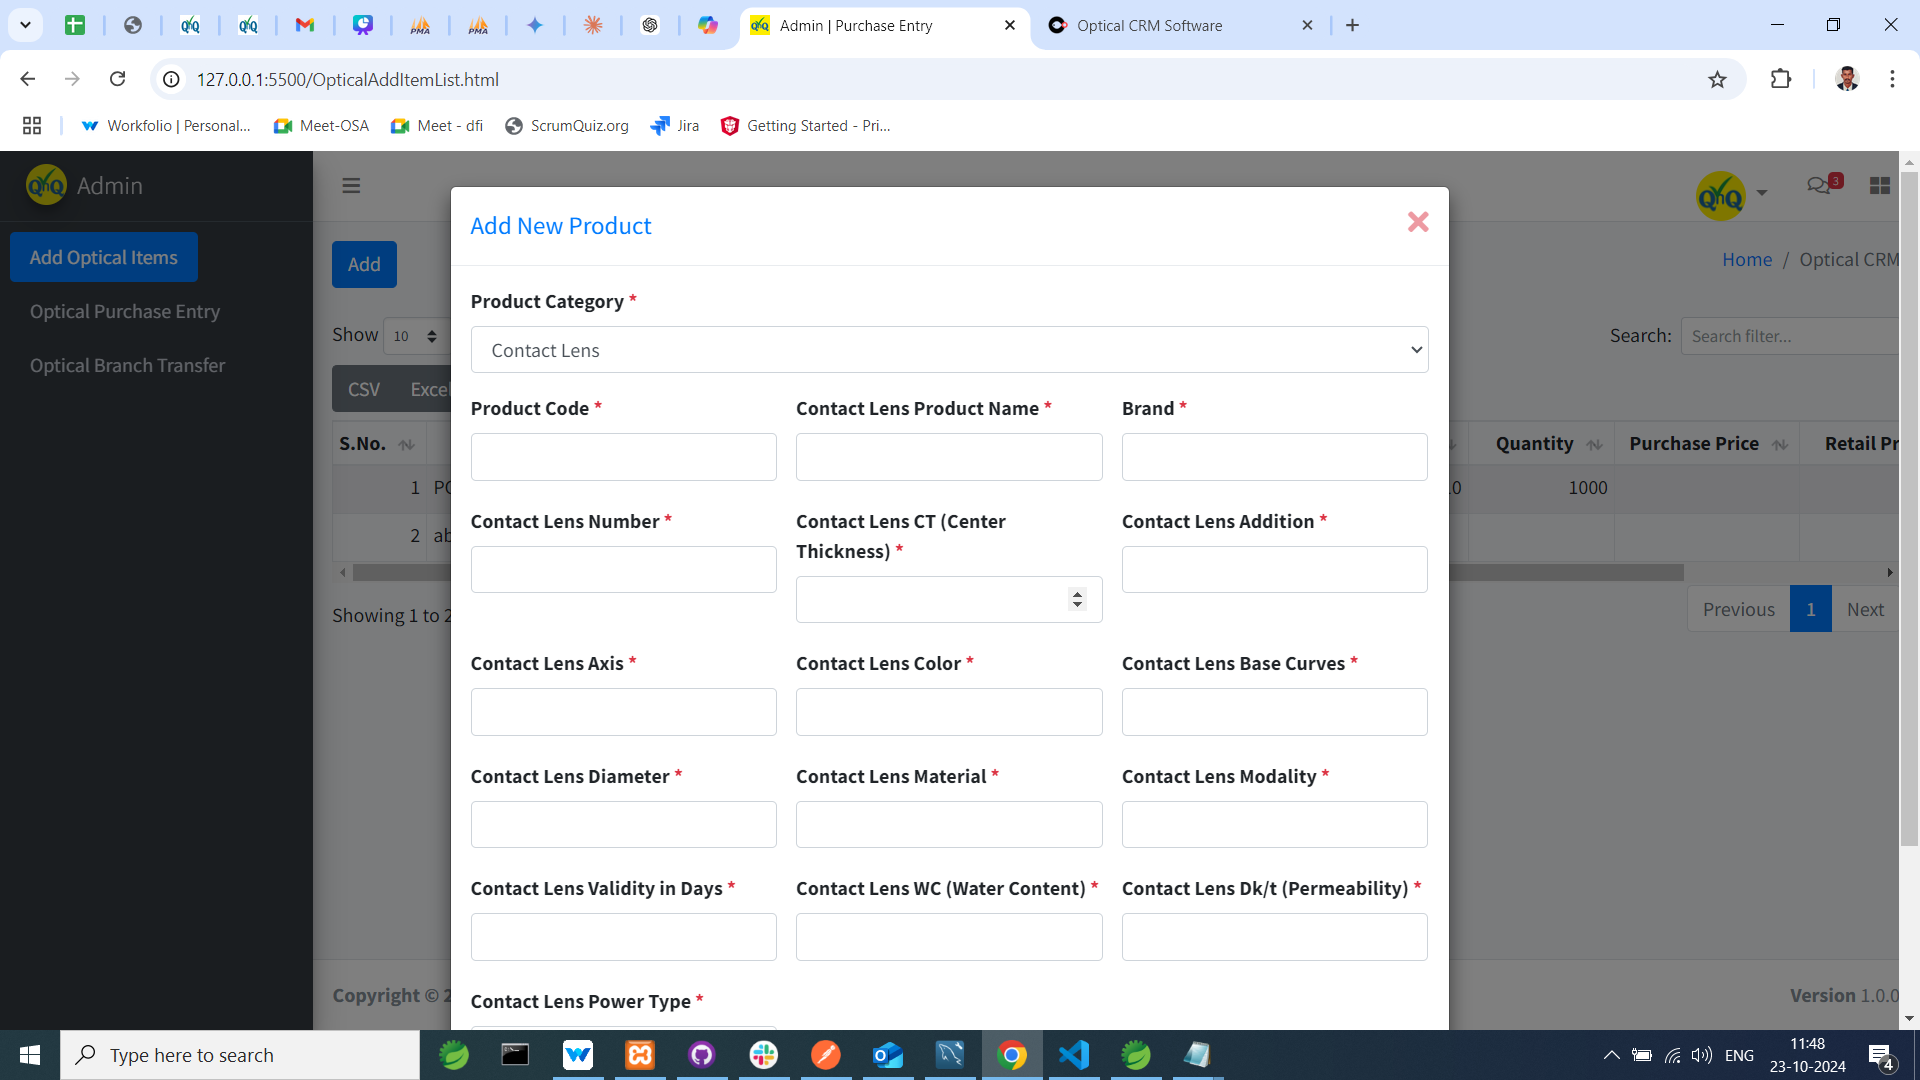 Admin | Purchase Entry
Optical CRM Software
127.0.0.1:5500/OpticalAddItemList.html
Workfolio | Personal...
Meet-OSA
Meet - dfi
ScrumQuiz.org
Jira
Getting Started - Pri...
QnQ Admin
QnQ
3
Add New Product
Add Optical Items
Add
Home / Optical CRM
Product Category *
Optical Purchase Entry
Show 10
Search: Search filter...
Contact Lens
Optical Branch Transfer
CSV Excel
Product Code * Contact Lens Product Name * Brand *
S.No. Quantity Purchase Price Retail Pr
1 PC 1000
Contact Lens Number * Contact Lens CT (Center Thickness) * Contact Lens Addition *
2 ab
Showing 1 to 2
Previous 1 Next
Contact Lens Axis * Contact Lens Color * Contact Lens Base Curves *
Contact Lens Diameter * Contact Lens Material * Contact Lens Modality *
Contact Lens Validity in Days * Contact Lens WC (Water Content) * Contact Lens Dk/t (Permeability) *
Contact Lens Power Type *
Copyright © 2
Version 1.0.0
Type here to search
ENG
11:48
23-10-2024
4